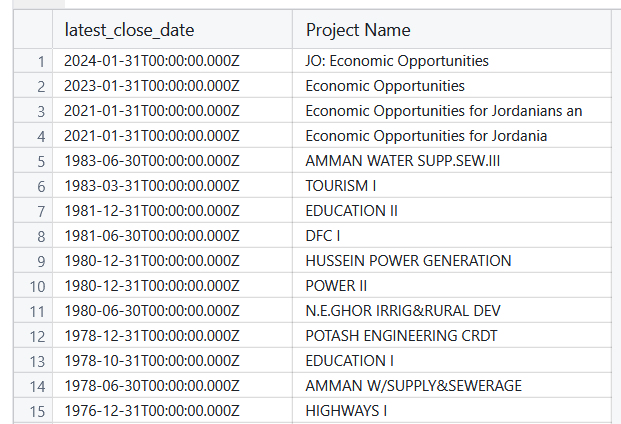 latest_close_date Project Name
1 2024-01-31T00:00:00.000Z JO: Economic Opportunities
2 2023-01-31T00:00:00.000Z Economic Opportunities
3 2021-01-31T00:00:00.000Z Economic Opportunities for Jordanians an
4 2021-01-31T00:00:00.000Z Economic Opportunities for Jordania
5 1983-06-30T00:00:00.000Z AMMAN WATER SUPP.SEW.III
6 1983-03-31T00:00:00.000Z TOURISM I
7 1981-12-31T00:00:00.000Z EDUCATION II
8 1981-06-30T00:00:00.000Z DFC I
9 1980-12-31T00:00:00.000Z HUSSEIN POWER GENERATION
10 1980-12-31T00:00:00.000Z POWER II
11 1980-06-30T00:00:00.000Z N.E.GHOR IRRIG&RURAL DEV
12 1978-12-31T00:00:00.000Z POTASH ENGINEERING CRDT
13 1978-10-31T00:00:00.000Z EDUCATION I
14 1978-06-30T00:00:00.000Z AMMAN W/SUPPLY&SEWERAGE
15 1976-12-31T00:00:00.000Z HIGHWAYS I